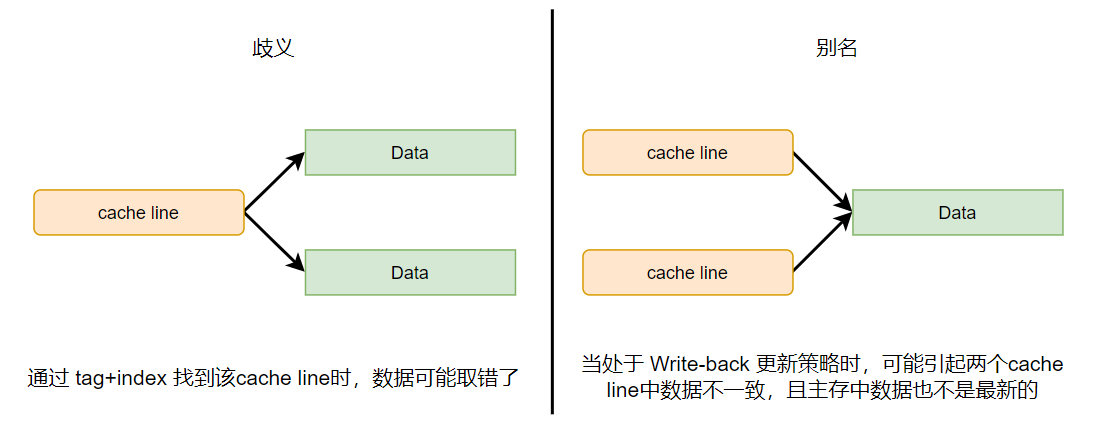 歧义
Data
cache line
Data
通过 tag+index 找到该cache line时，数据可能取错了
别名
cache line
Data
cache line
当处于 Write-back 更新策略时，可能引起两个cache
line中数据不一致，且主存中数据也不是最新的